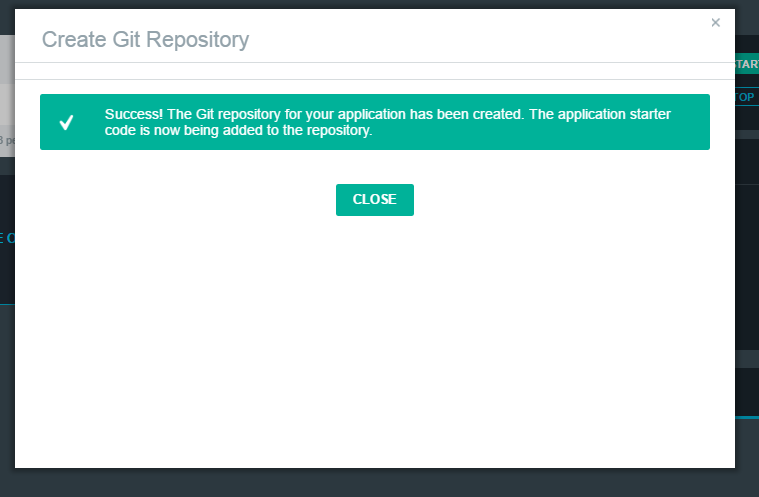 ×
Create Git Repository
Success! The Git repository for your application has been created. The application starter
code is now being added to the repository.
CLOSE